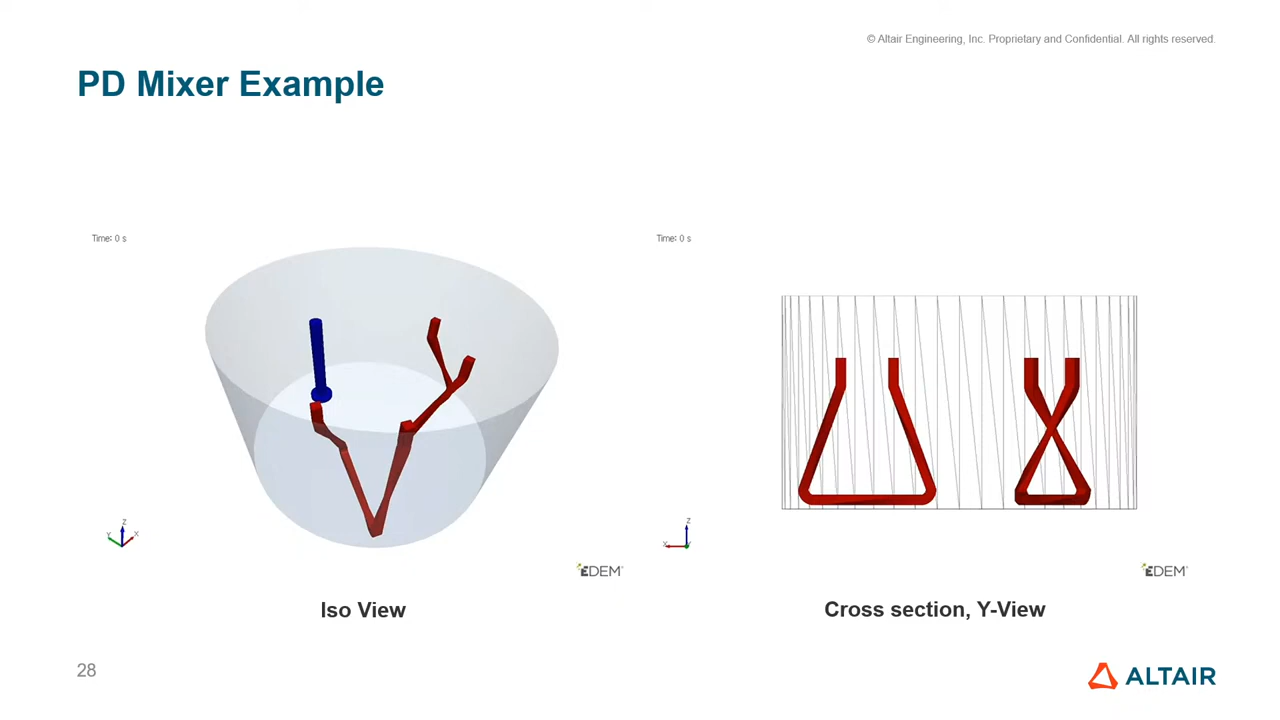 © Altair Engineering, Inc. Proprietary and Confidential. All rights reserved.
PD Mixer Example
Time: 0 s
Time: 0 s
Z
Y
X
Z
X
Y
EDEM
EDEM
Iso View
Cross section, Y-View
28
ALTAIR